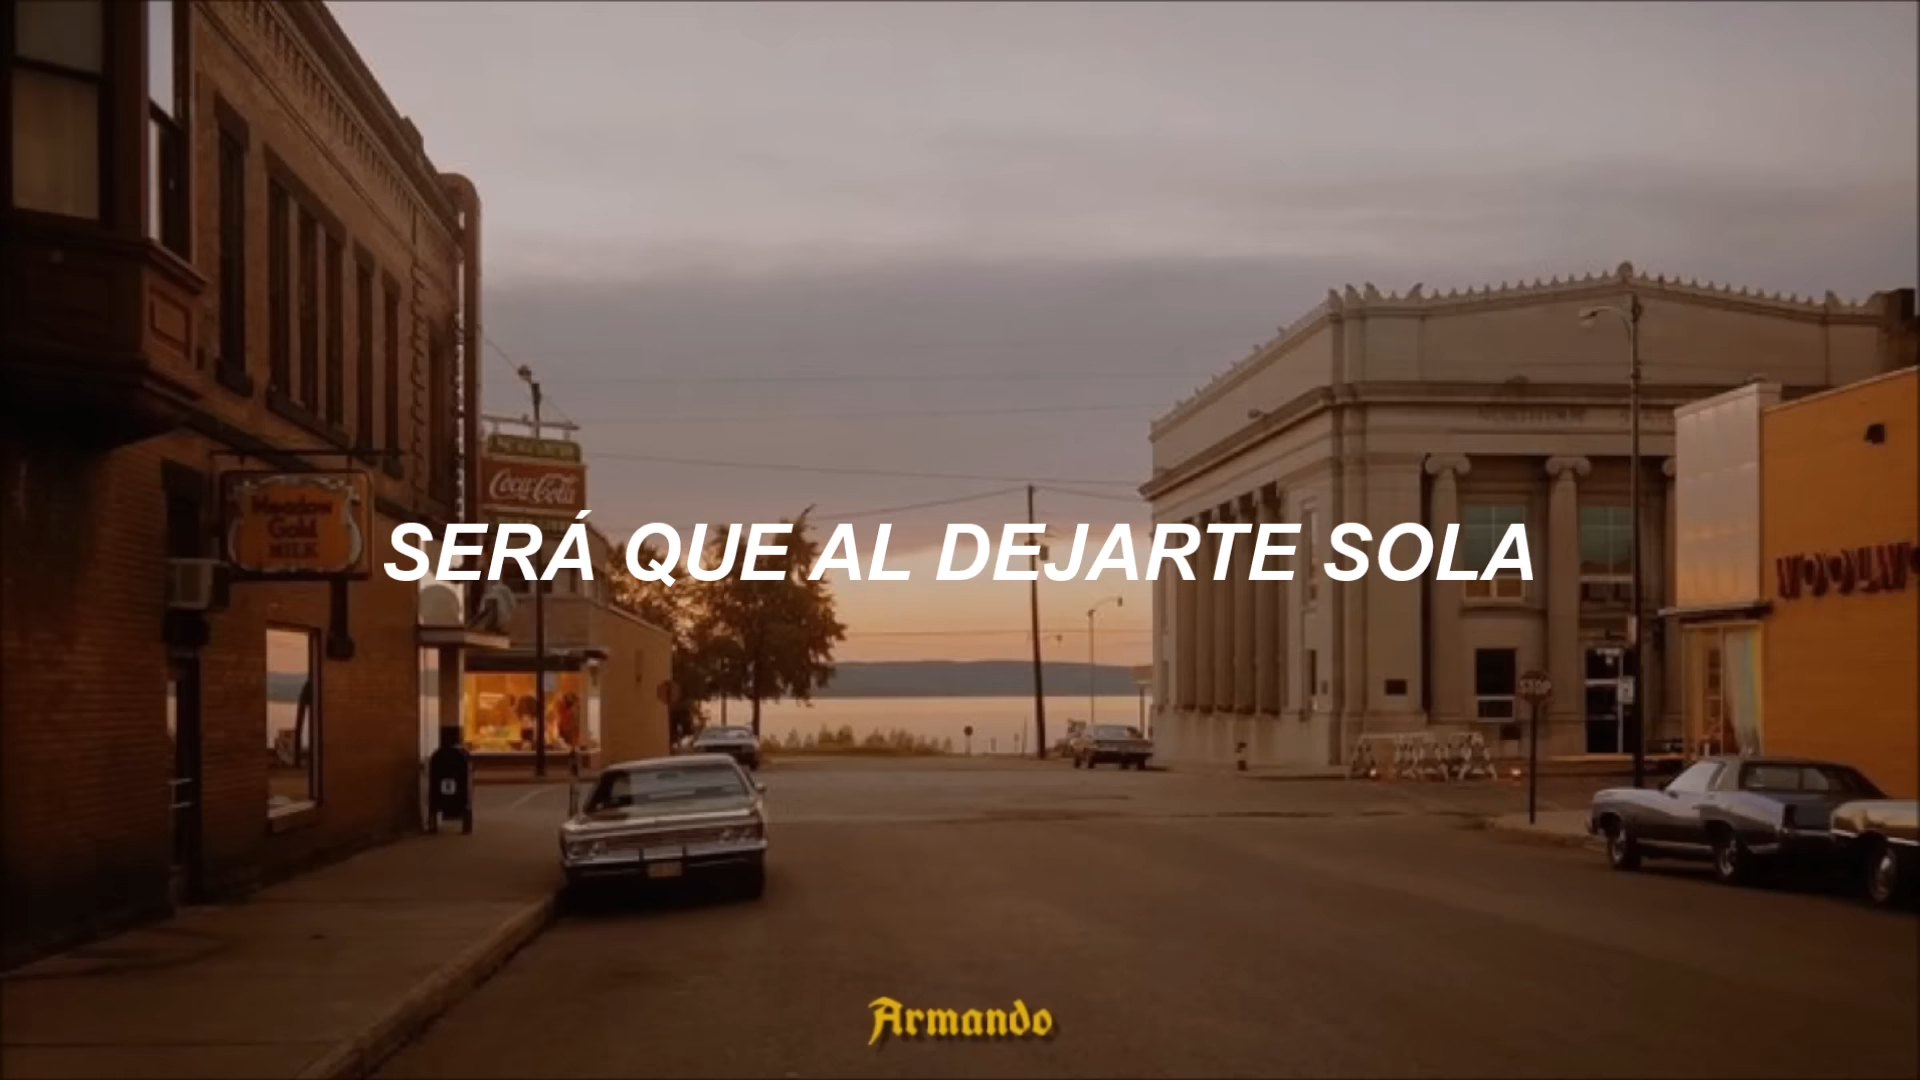 Coca-Cola
Meadow
Gold
MILK
SERÁ QUE AL DEJARTE SOLA
STOP
Armando